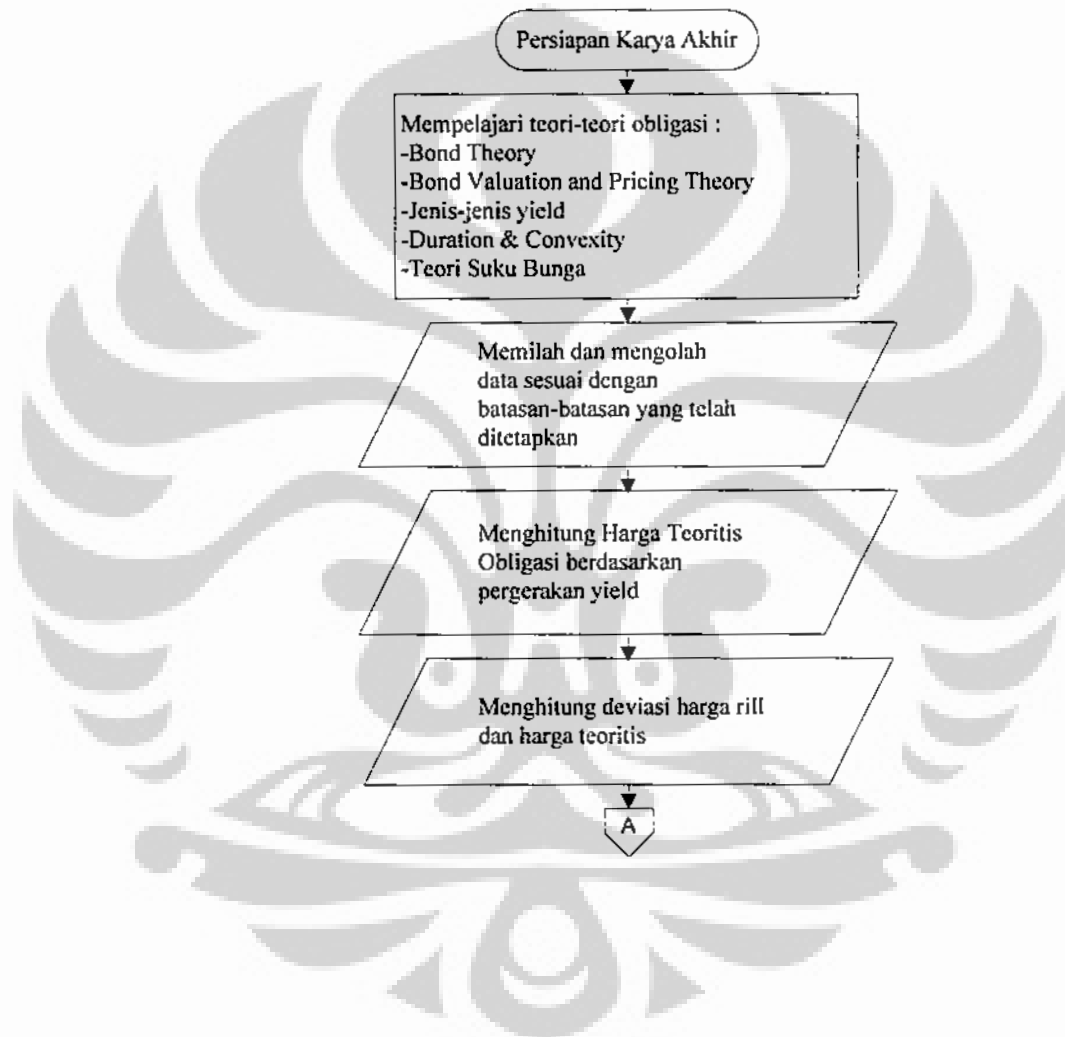 Persiapan Karya Akhir
Mempelajari teori-teori obligasi :
-Bond Theory
-Bond Valuation and Pricing Theory
-Jenis-jenis yield
-Duration & Convexity
-Teori Suku Bunga
Memilah dan mengolah
data sesuai dengan
batasan-batasan yang telah
ditetapkan
Menghitung Harga Teoritis
Obligasi berdasarkan
pergerakan yield
Menghitung deviasi harga rill
dan harga teoritis
A